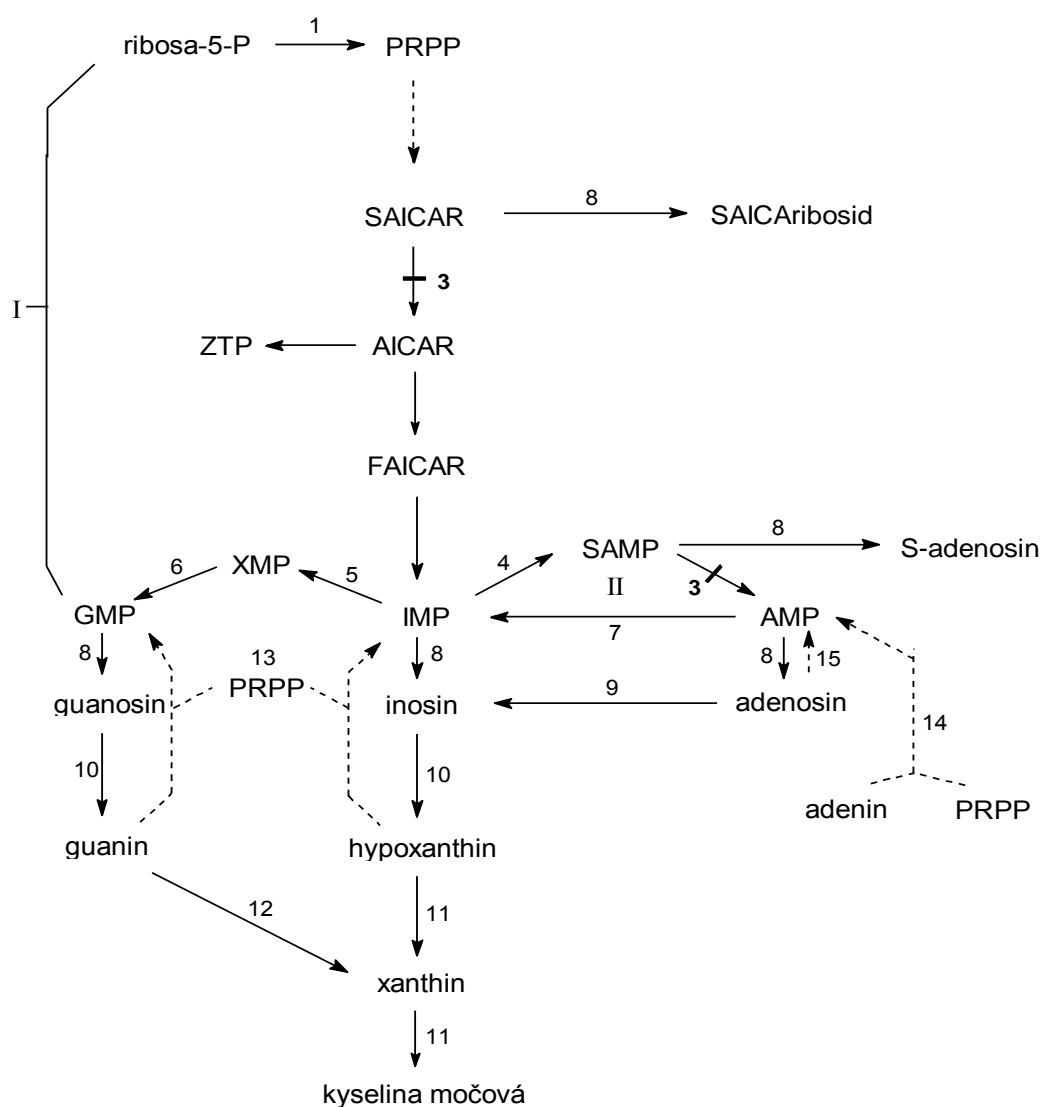 1
ribosa-5-P PRPP
8
SAICAR SAICAribosid
3
I
ZTP AICAR
FAICAR
8
SAMP S-adenosin
6 XMP 5 4
3
II
GMP IMP AMP
7
8 13 8 8 15
PRPP
9
guanosin inosin adenosin
14
10 10
adenin PRPP
guanin hypoxanthin
12 11
xanthin
11
kyselina močová